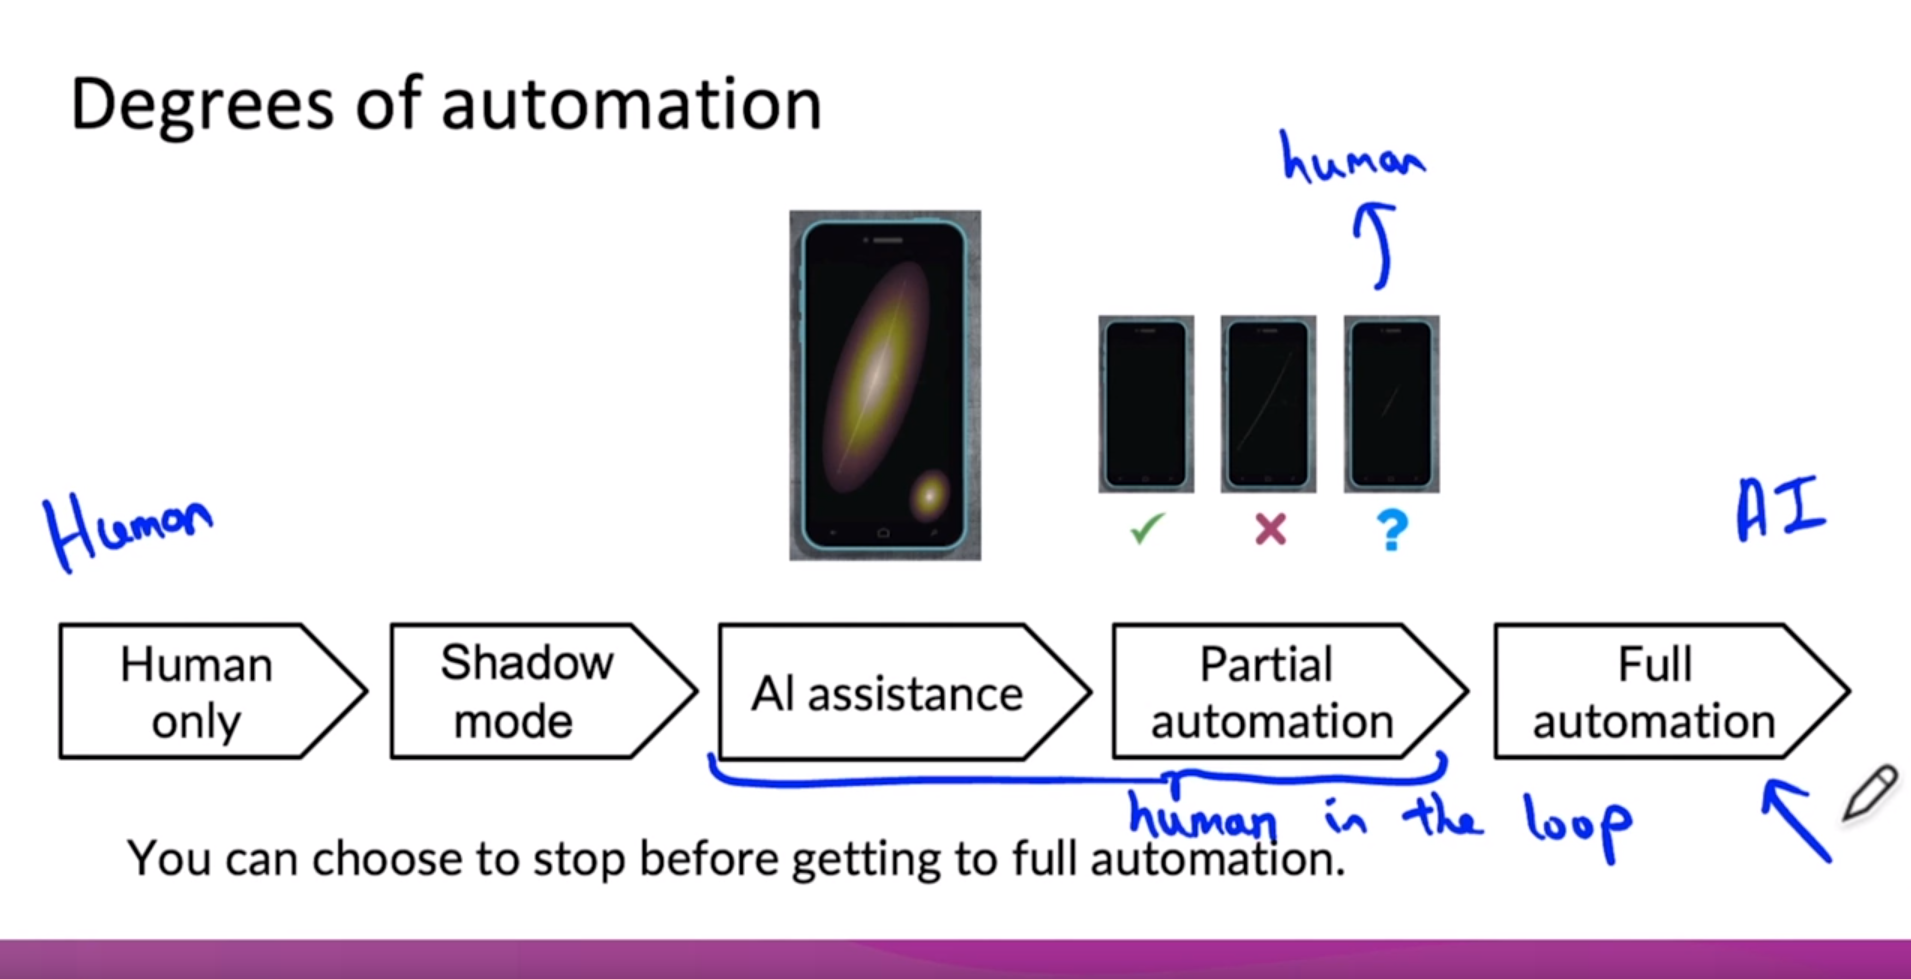 Degrees of automation
human
?
Human
AI
Human
only
Shadow
mode
AI assistance
Partial
automation
Full
automation
human in the loop
You can choose to stop before getting to full automation.